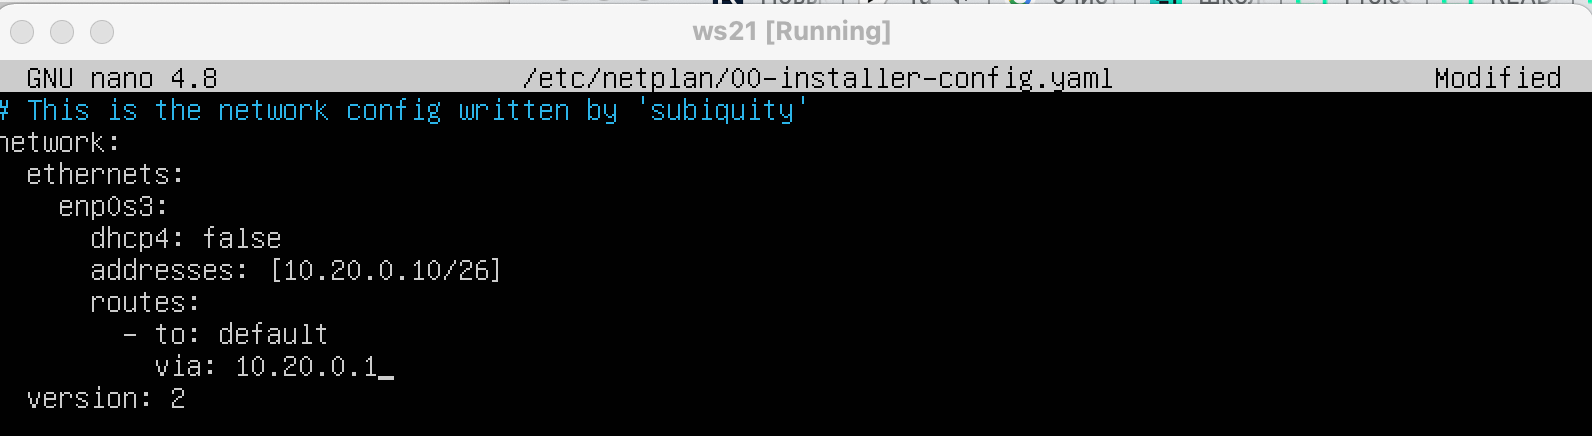 ws21 [Running]
GNU nano 4.8 /etc/netplan/00-installer-config.yaml Modified
# This is the network config written by 'subiquity'
network:
  ethernets:
    enp0s3:
      dhcp4: false
      addresses: [10.20.0.10/26]
      routes:
        - to: default
          via: 10.20.0.1
  version: 2